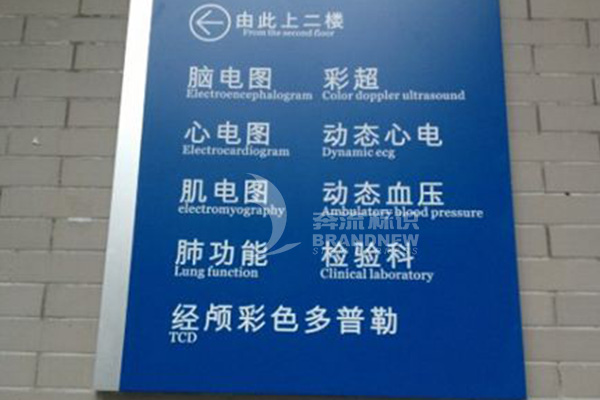 由此上二楼
From the second floor
脑电图 彩超
Electroencephalogram Color doppler ultrasound
心电图 动态心电
Electrocardiogram Dynamic ecg
肌电图 动态血压
electromyography Ambulatory blood pressure
奔流标识
BRANDNEW
肺功能 检验科
Lung function Clinical laboratory
经颅彩色多普勒
TCD